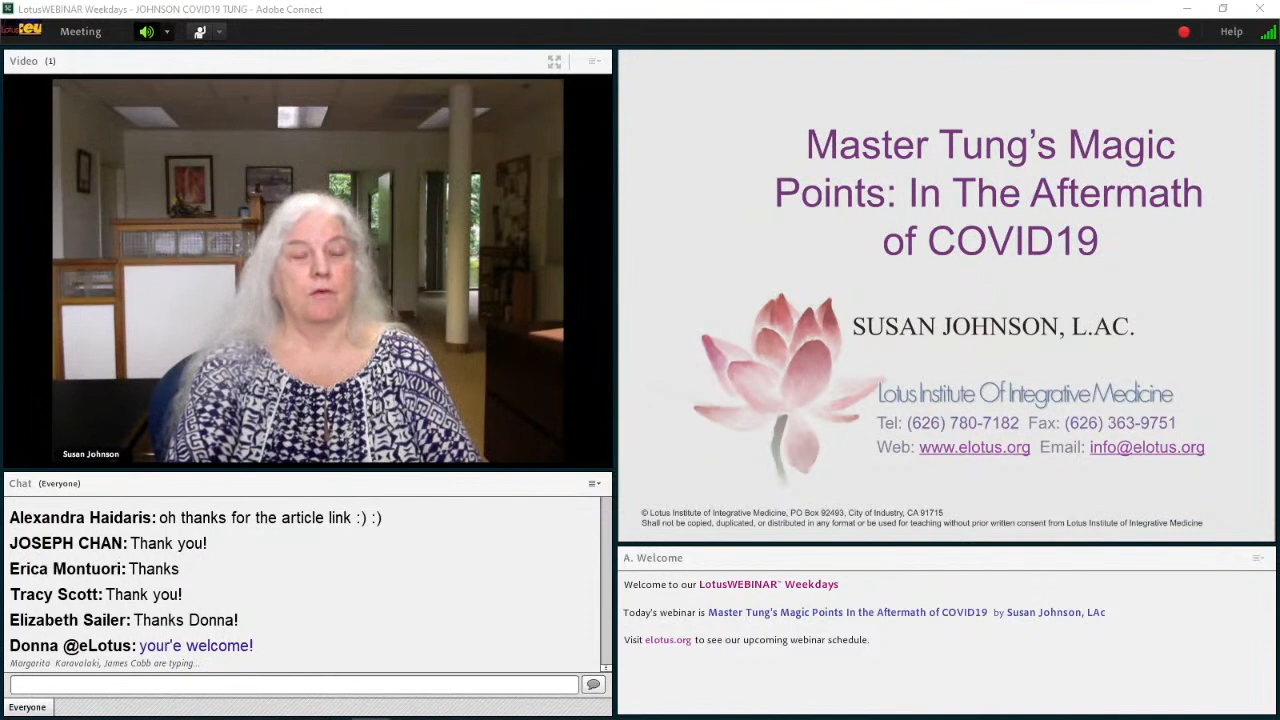 LotusWEBINAR Weekdays - JOHNSON COVID19 TUNG - Adobe Connect
Meeting
Help
Video (1)
Susan Johnson
Master Tung's Magic
Points: In The Aftermath
of COVID19
SUSAN JOHNSON, L.AC.
Lotus Institute Of Integrative Medicine
Tel: (626) 780-7182 Fax: (626) 363-9751
Web: www.elotus.org Email: info@elotus.org
© Lotus Institute of Integrative Medicine, PO Box 92493, City of Industry, CA 91715
Shall not be copied, duplicated, or distributed in any format or be used for teaching without prior written consent from Lotus Institute of Integrative Medicine
Chat (Everyone)
Alexandra Haidaris: oh thanks for the article link :) :)
JOSEPH CHAN: Thank you!
Erica Montuori: Thanks
Tracy Scott: Thank you!
Elizabeth Sailer: Thanks Donna!
Donna @eLotus: your'e welcome!
Margarita Karavalaki, James Cobb are typing...
Everyone
A. Welcome
Welcome to our LotusWEBINAR™ Weekdays
Today's webinar is Master Tung's Magic Points In the Aftermath of COVID19 by Susan Johnson, LAc
Visit elotus.org to see our upcoming webinar schedule.